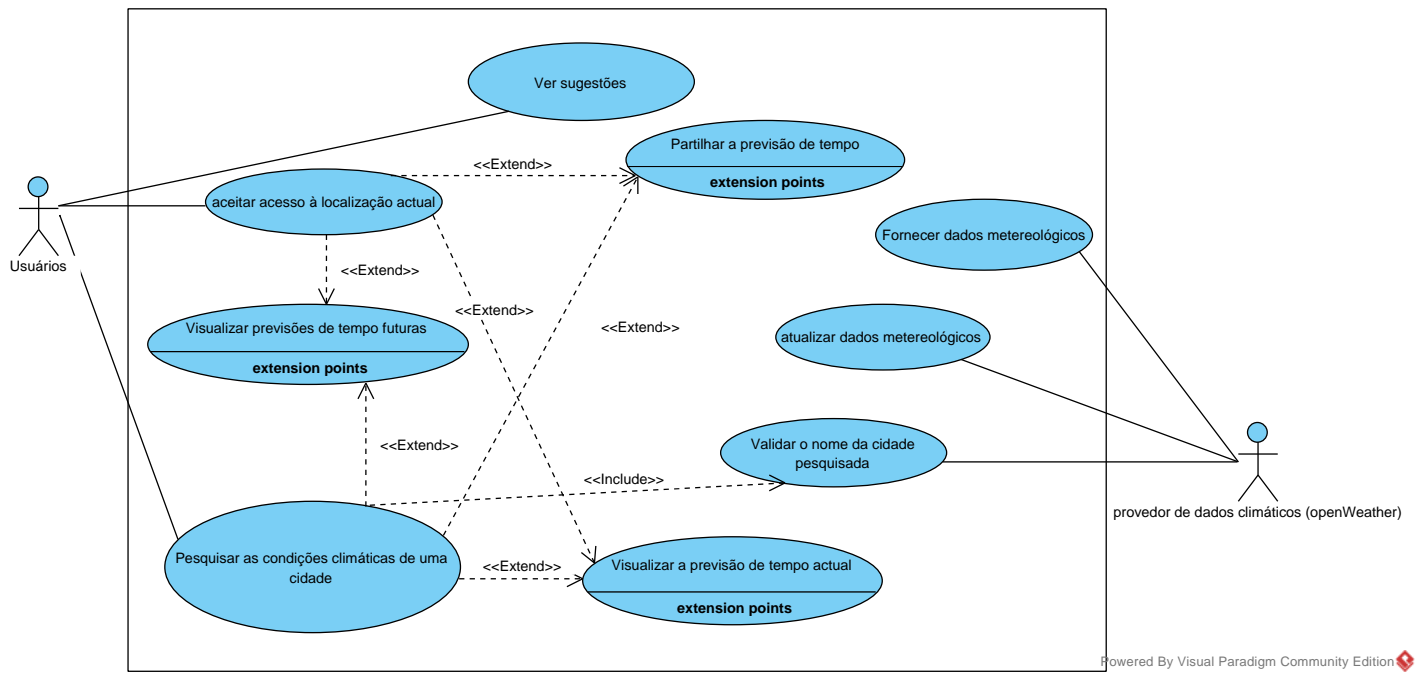 Ver sugestões
Partilhar a previsão de tempo
<<Extend>>
extension points
aceitar acesso à localização actual
Fornecer dados metereológicos
Usuários
<<Extend>>
<<Extend>>
Visualizar previsões de tempo futuras
<<Extend>>
atualizar dados metereológicos
extension points
<<Extend>>
Validar o nome da cidade
pesquisada
<<Include>>
provedor de dados climáticos (openWeather)
Pesquisar as condições climáticas de uma
cidade
<<Extend>>
Visualizar a previsão de tempo actual
extension points
Powered By Visual Paradigm Community Edition